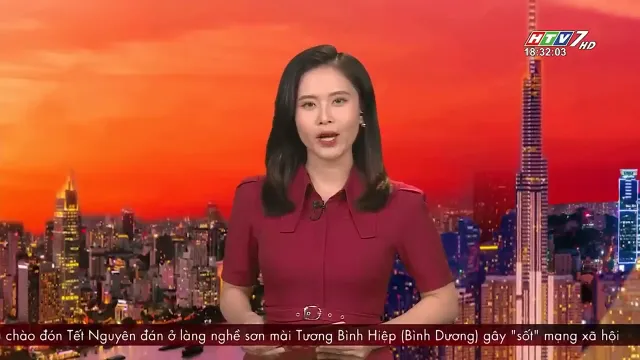 HTV7 HD
18:32:03
chào đón Tết Nguyên đán ở làng nghề sơn mài Tương Bình Hiệp (Bình Dương) gây "sốt" mạng xã hội